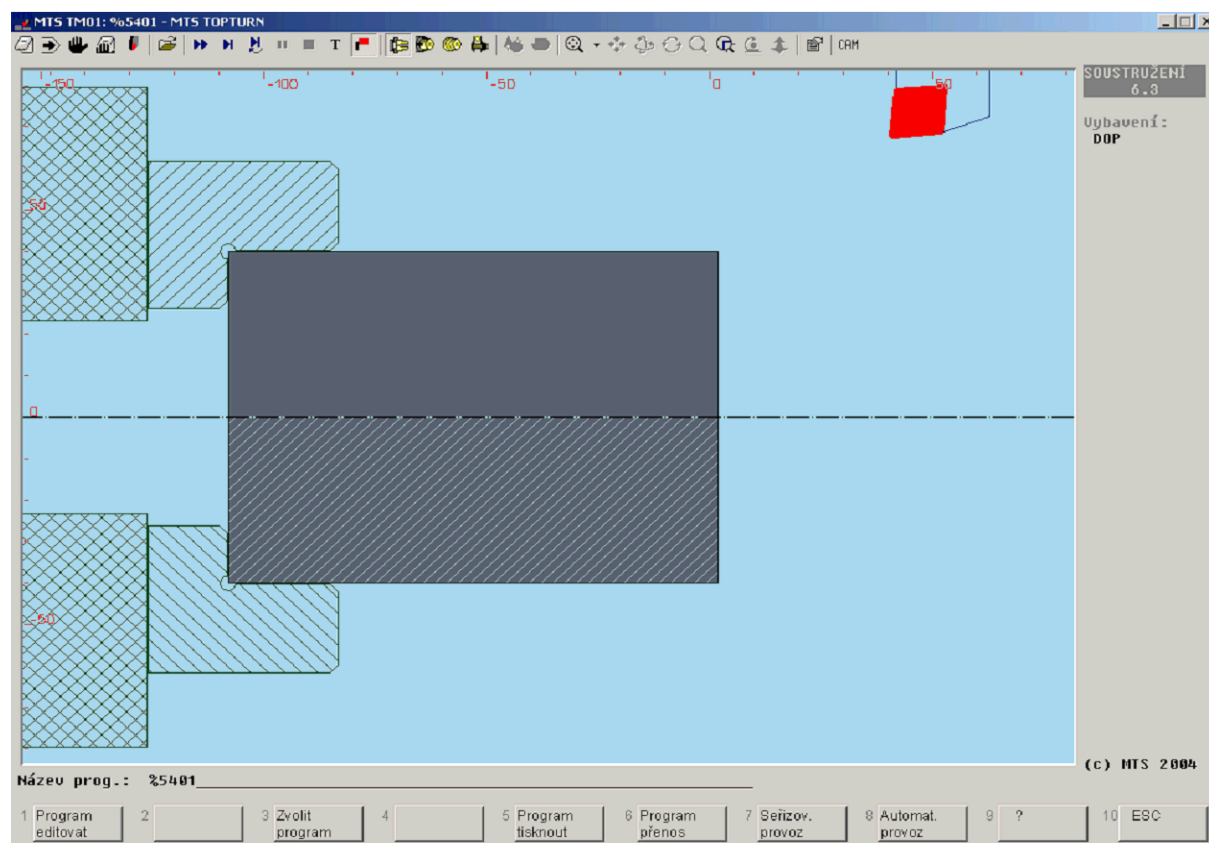 MTS TM01: %5401 - MTS TOPTURN
T CAM
-150 -100 -50 0 50
SOUSTRUŽENÍ
6.3
Vybavení:
DOP
50
0
-50
(c) MTS 2004
Název prog.: %5401
1 Program editovat
2
3 Zvolit program
4
5 Program tisknout
6 Program přenos
7 Seřizov. provoz
8 Automat. provoz
9 ?
10 ESC